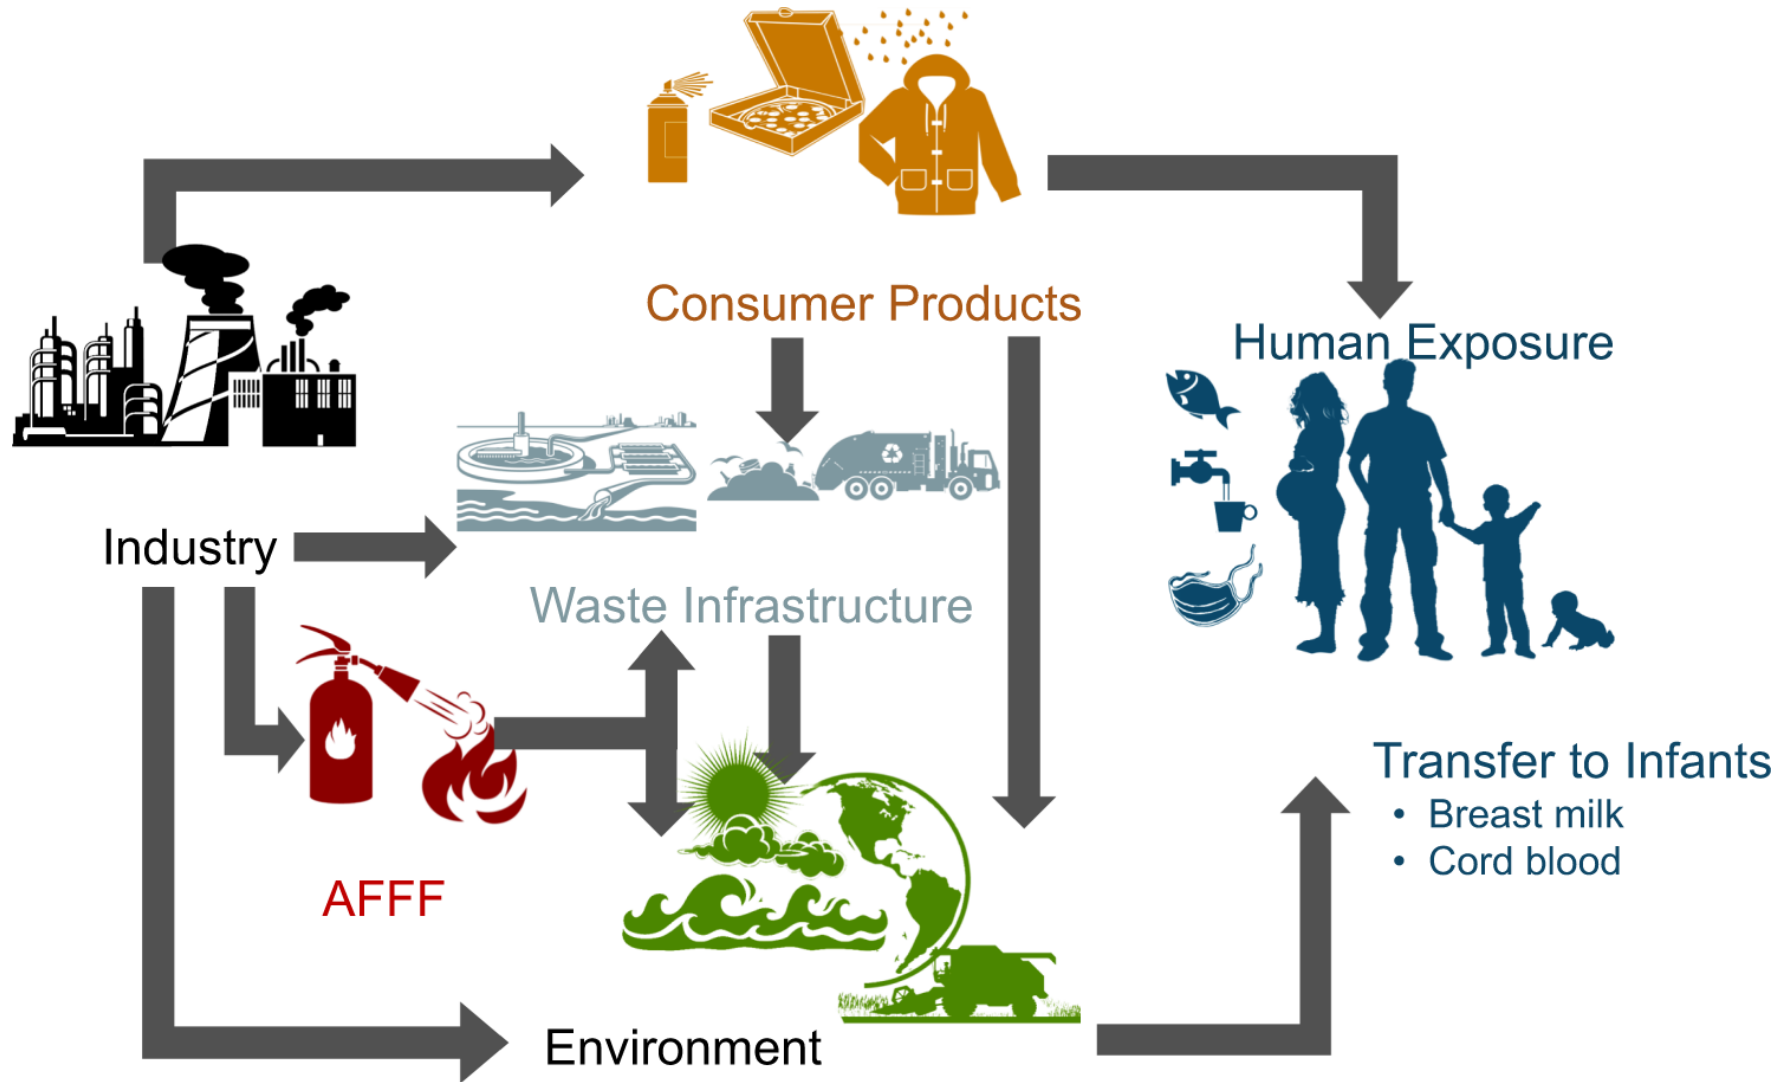 Consumer Products
Human Exposure
Industry
Waste Infrastructure
Transfer to Infants
• Breast milk
• Cord blood
AFFF
Environment